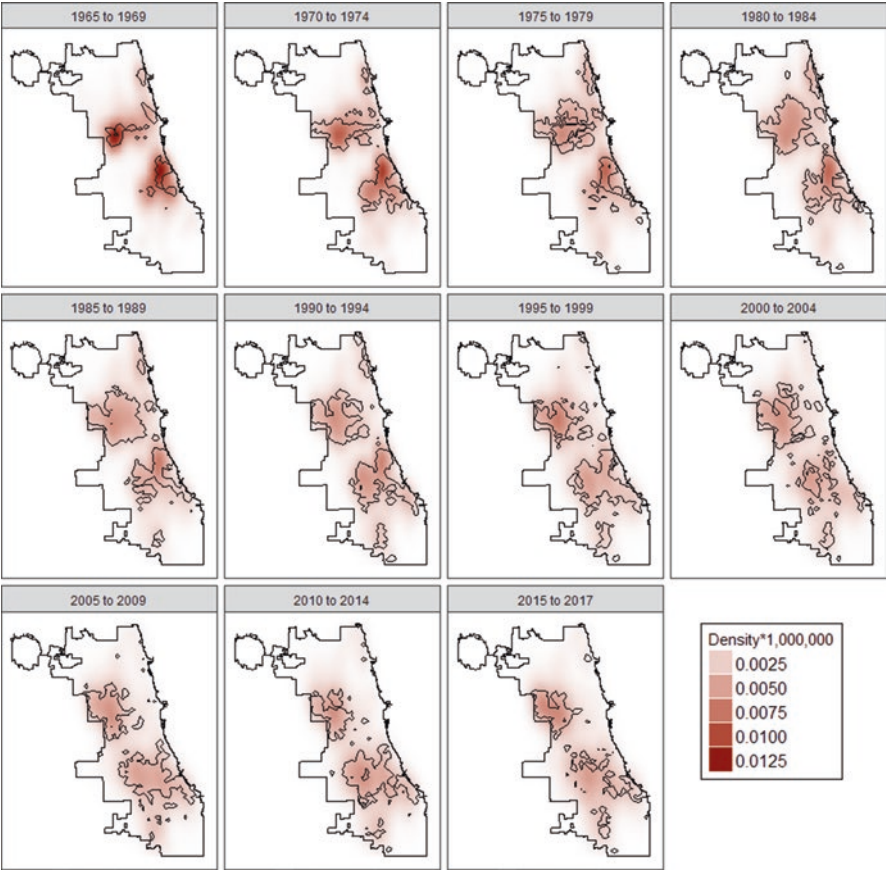 1965 to 1969
1970 to 1974
1975 to 1979
1980 to 1984
1985 to 1989
1990 to 1994
1995 to 1999
2000 to 2004
2005 to 2009
2010 to 2014
2015 to 2017
Density*1,000,000
0.0025
0.0050
0.0075
0.0100
0.0125